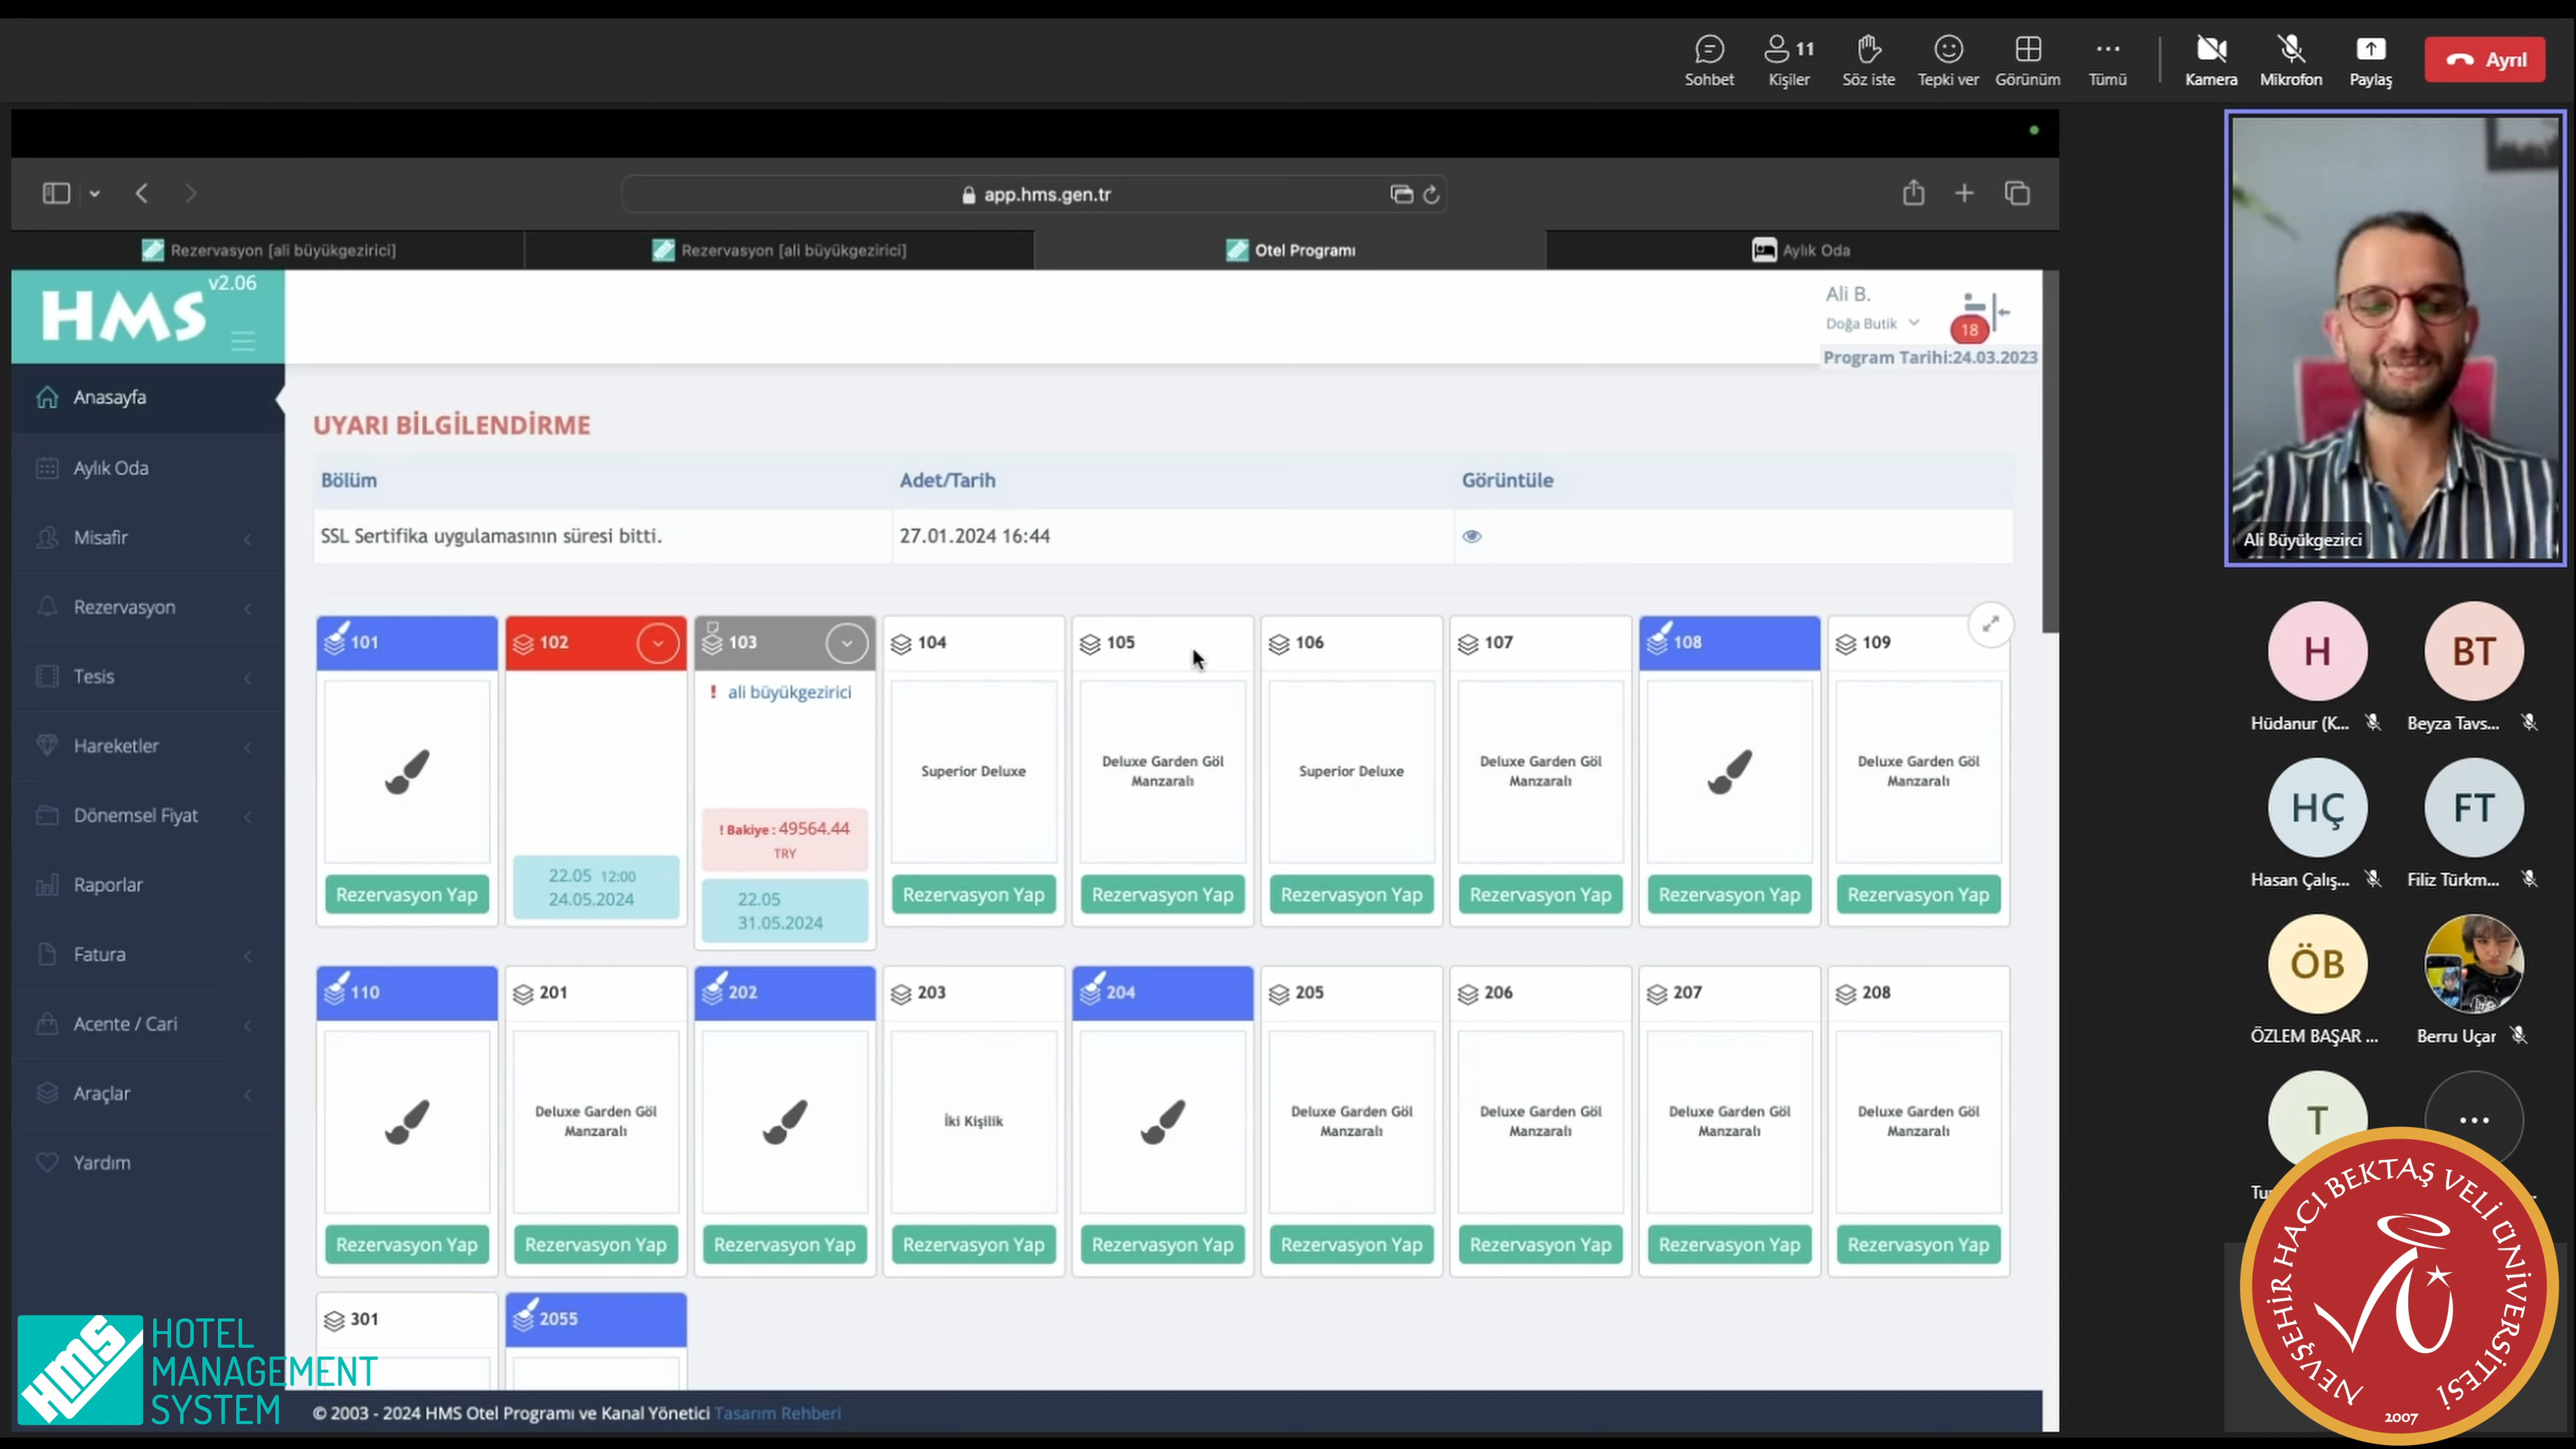 Sohbet
Kişiler 11
Söz iste
Tepki ver
Görünüm
Tümü
Kamera
Mikrofon
Paylaş
Ayrıl
app.hms.gen.tr
Rezervasyon [ali büyükgezirici]
Rezervasyon [ali büyükgezirici]
Otel Programı
Aylık Oda
HMS v2.06
Ali B.
Doğa Butik
18
Program Tarihi:24.03.2023
Anasayfa
Aylık Oda
Misafir
Rezervasyon
Tesis
Hareketler
Dönemsel Fiyat
Raporlar
Fatura
Acente / Cari
Araçlar
Yardım
UYARI BİLGİLENDİRME
Bölüm Adet/Tarih Görüntüle
SSL Sertifika uygulamasının süresi bitti. 27.01.2024 16:44
101
Rezervasyon Yap
102
22.05 12:00
24.05.2024
103
! ali büyükgezirici
! Bakiye : 49564.44
TRY
22.05
31.05.2024
104
Superior Deluxe
Rezervasyon Yap
105
Deluxe Garden Göl
Manzaralı
Rezervasyon Yap
106
Superior Deluxe
Rezervasyon Yap
107
Deluxe Garden Göl
Manzaralı
Rezervasyon Yap
108
Rezervasyon Yap
109
Deluxe Garden Göl
Manzaralı
Rezervasyon Yap
110
Rezervasyon Yap
201
Deluxe Garden Göl
Manzaralı
Rezervasyon Yap
202
Rezervasyon Yap
203
İki Kişilik
Rezervasyon Yap
204
Rezervasyon Yap
205
Deluxe Garden Göl
Manzaralı
Rezervasyon Yap
206
Deluxe Garden Göl
Manzaralı
Rezervasyon Yap
207
Deluxe Garden Göl
Manzaralı
Rezervasyon Yap
208
Deluxe Garden Göl
Manzaralı
Rezervasyon Yap
301
2055
© 2003 - 2024 HMS Otel Programı ve Kanal Yönetici Tasarım Rehberi
HMS
HOTEL
MANAGEMENT
SYSTEM
Ali Büyükgezirci
H
Hüdanur (K...
BT
Beyza Tavs...
HÇ
Hasan Çalış...
FT
Filiz Türkm...
ÖB
ÖZLEM BAŞAR ...
Berru Uçar
T
...
NEVŞEHİR HACI BEKTAŞ VELİ ÜNİVERSİTESİ
2007